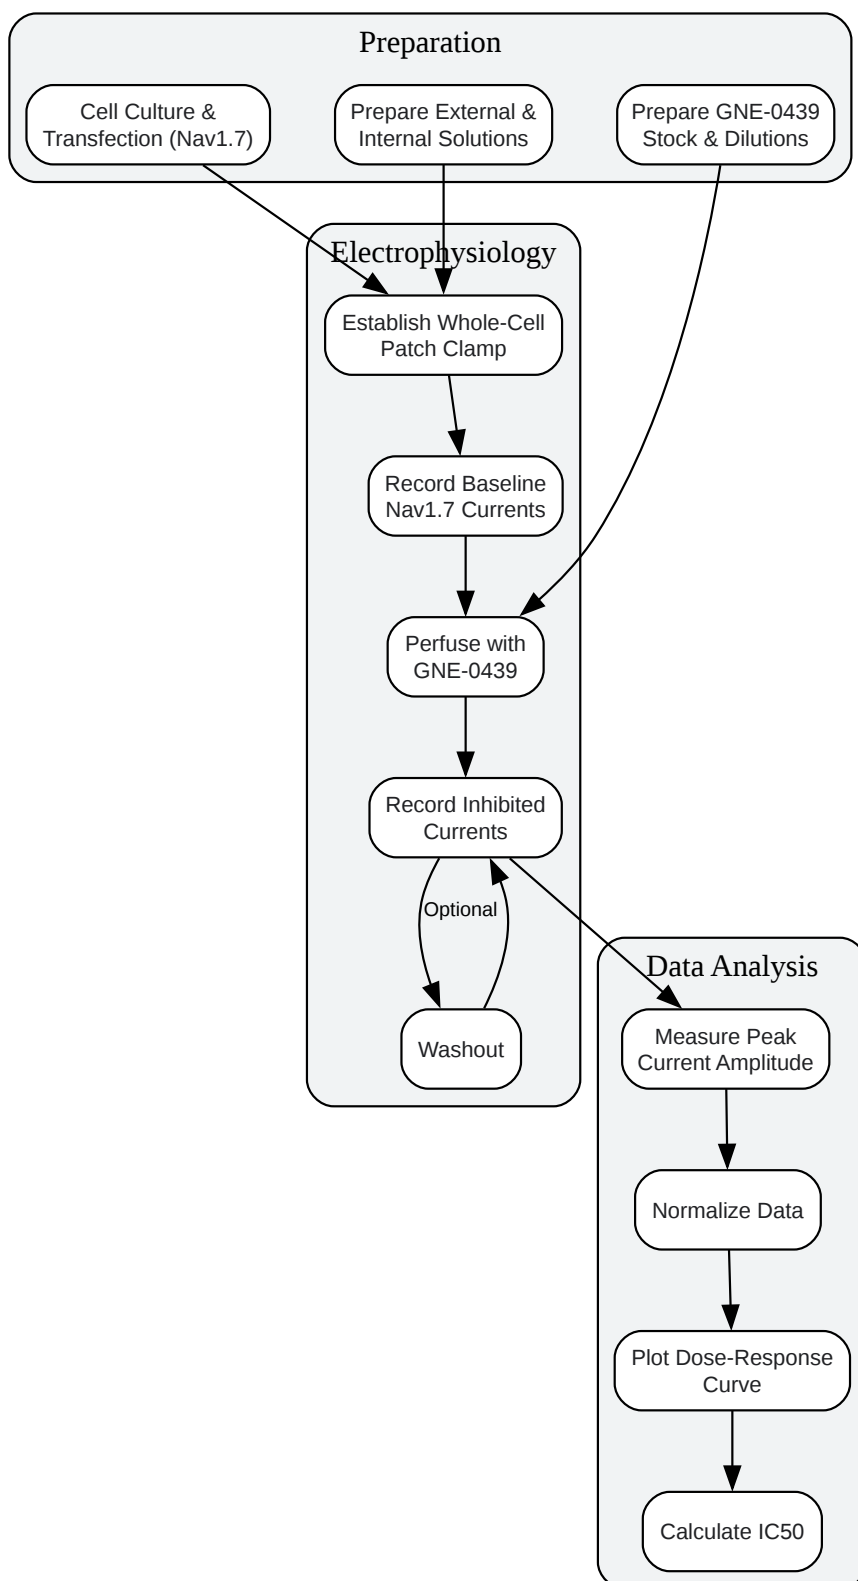 Preparation
Cell Culture &
Transfection (Nav1.7)
Prepare External &
Internal Solutions
Prepare GNE-0439
Stock & Dilutions
Electrophysiology
Establish Whole-Cell
Patch Clamp
Record Baseline
Nav1.7 Currents
Perfuse with
GNE-0439
Record Inhibited
Currents
Optional
Washout
Data Analysis
Measure Peak
Current Amplitude
Normalize Data
Plot Dose-Response
Curve
Calculate IC50